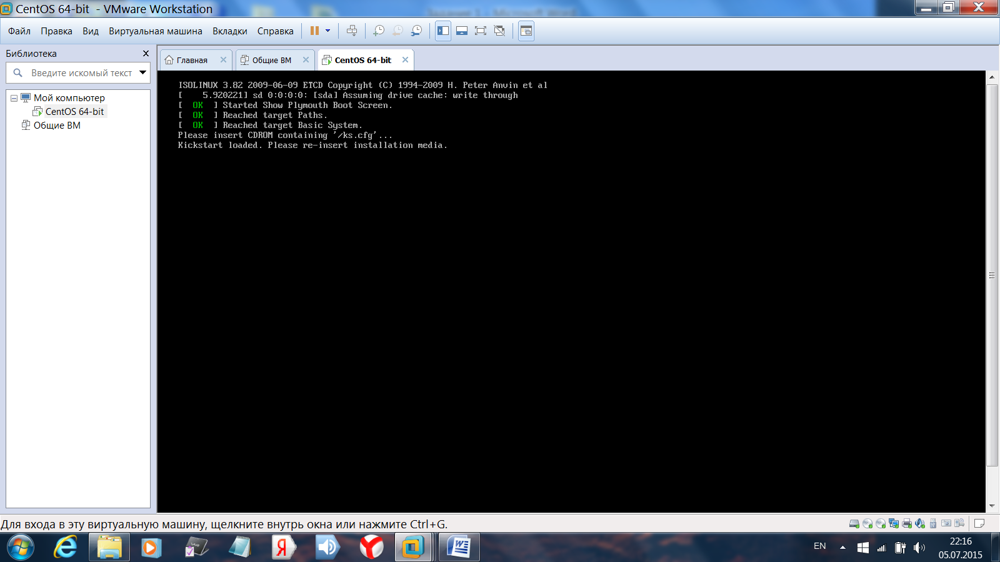 CentOS 64-bit - VMware Workstation
Файл Правка Вид Виртуальная машина Вкладки Справка
Библиотека
Введите искомый текст
Мой компьютер
CentOS 64-bit
Общие ВМ
Главная
Общие ВМ
CentOS 64-bit
ISOLINUX 3.82 2009-06-09 ETCD Copyright (C) 1994-2009 H. Peter Anvin et al
[    5.920221] sd 0:0:0:0: [sda] Assuming drive cache: write through
[  OK  ] Started Show Plymouth Boot Screen.
[  OK  ] Reached target Paths.
[  OK  ] Reached target Basic System.
Please insert CDROM containing '/ks.cfg'...
Kickstart loaded. Please re-insert installation media.
Для входа в эту виртуальную машину, щелкните внутрь окна или нажмите Ctrl+G.
EN
22:16
05.07.2015